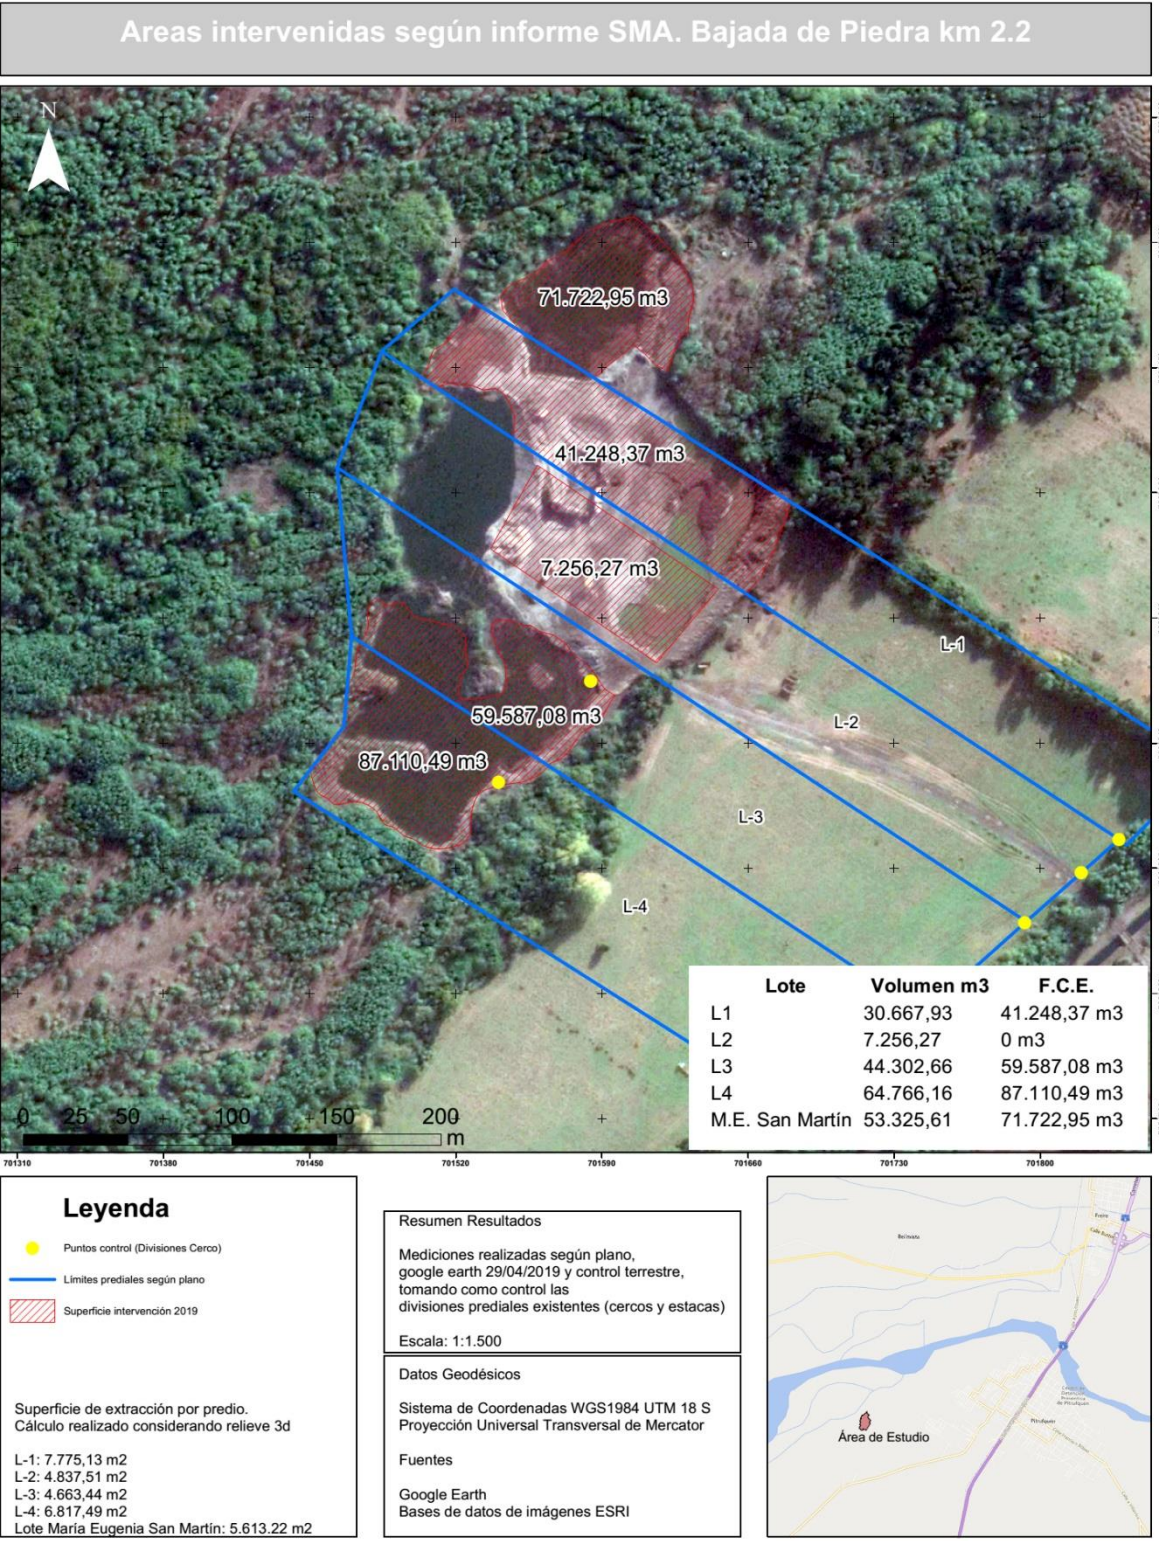 Areas intervenidas según informe SMA. Bajada de Piedra km 2.2
N
71.722,95 m3
41.248,37 m3
7.256,27 m3
59.587,08 m3
87.110,49 m3
L-1
L-2
L-3
L-4
Lote Volumen m3 F.C.E.
L1 30.667,93 41.248,37 m3
L2 7.256,27 0 m3
L3 44.302,66 59.587,08 m3
L4 64.766,16 87.110,49 m3
M.E. San Martín 53.325,61 71.722,95 m3
0 25 50 100 150 200
m
701310 701380 701450 701520 701590 701660 701730 701800
Leyenda
Puntos control (Divisiones Cerco)
Límites prediales según plano
Superficie intervención 2019
Superficie de extracción por predio.
Cálculo realizado considerando relieve 3d
L-1: 7.775,13 m2
L-2: 4.837,51 m2
L-3: 4.663,44 m2
L-4: 6.817,49 m2
Lote María Eugenia San Martín: 5.613.22 m2
Resumen Resultados
Mediciones realizadas según plano,
google earth 29/04/2019 y control terrestre,
tomando como control las
divisiones prediales existentes (cercos y estacas)
Escala: 1:1.500
Datos Geodésicos
Sistema de Coordenadas WGS1984 UTM 18 S
Proyección Universal Transversal de Mercator
Fuentes
Google Earth
Bases de datos de imágenes ESRI
Freire
Pitrufquén
Área de Estudio